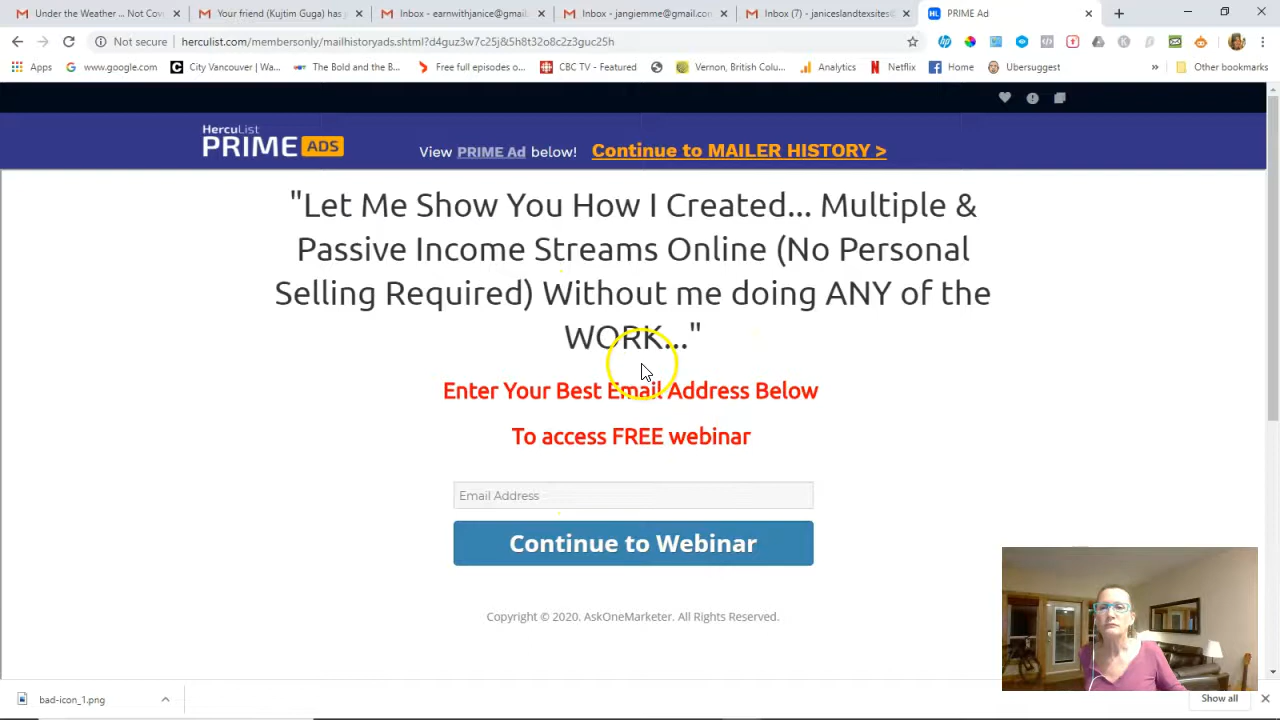 Under the Weather -- Not Cov
Your friend (Kujtim Guga) has
Inbox - earnwithjanice@gmail.com
Inbox - jangiemme@gmail.com
Inbox (7) - janiceslandtexsites@
PRIME Ad
Not secure
herculist.com/membersonly/mailhistorads.shtml?d4guz3w7c25j&5h8t32o8c2z3guc25h
Apps
www.google.com
City Vancouver | Wa...
The Bold and the B...
Free full episodes o...
CBC TV - Featured
Vernon, British Colu...
Analytics
Netflix
Home
Ubersuggest
»
Other bookmarks
HercuList
PRIME ADS
View PRIME Ad below!
Continue to MAILER HISTORY >
"Let Me Show You How I Created... Multiple &
Passive Income Streams Online (No Personal
Selling Required) Without me doing ANY of the
WORK..."
Enter Your Best Email Address Below
To access FREE webinar
Email Address
Continue to Webinar
Copyright © 2020. AskOneMarketer. All Rights Reserved.
bad-icon_1.png
Show all